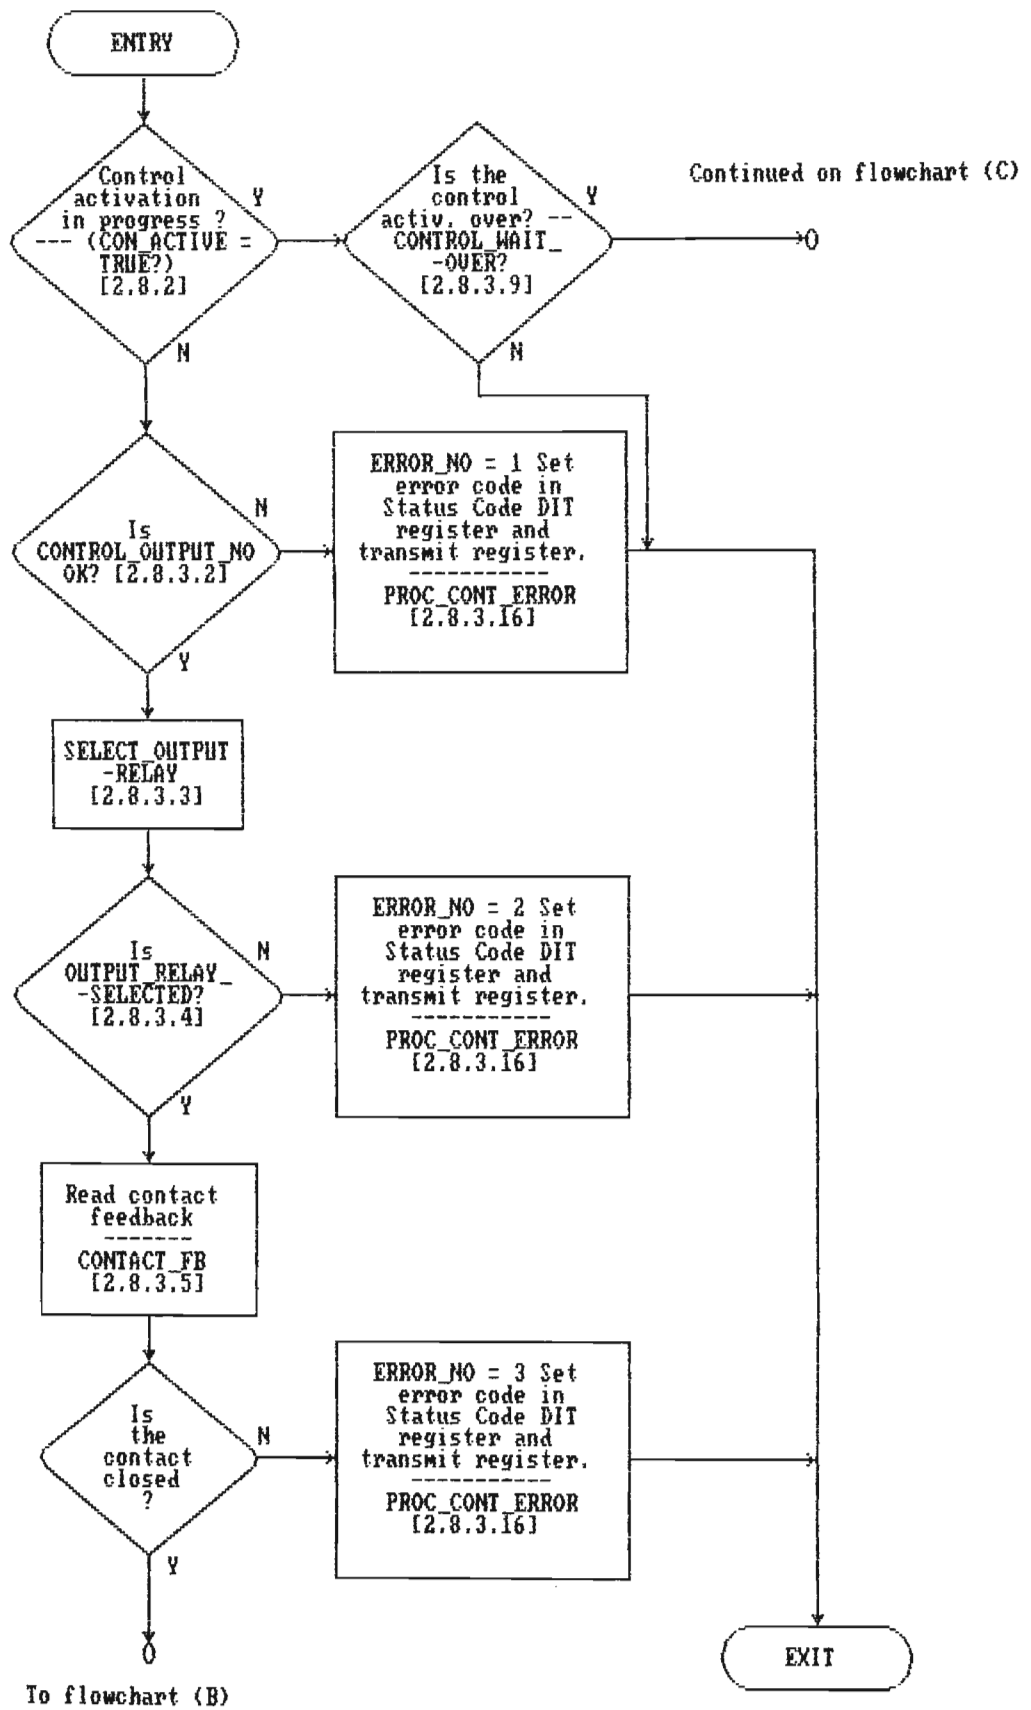 ENTRY
Control
activation
in progress ?
--- (CON_ACTIVE =
TRUE?)
[2.8.2]
Y
N
Is the
control
activ. over? --
CONTROL_WAIT_
-OVER?
[2.8.3.9]
Y
N
Continued on flowchart (C)
Is
CONTROL_OUTPUT_NO
OK? [2.8.3.2]
N
Y
ERROR_NO = 1 Set
error code in
Status Code DIT
register and
transmit register.
-----------
PROC_CONT_ERROR
[2.8.3.16]
SELECT_OUTPUT
-RELAY
[2.8.3.3]
Is
OUTPUT_RELAY_
-SELECTED?
[2.8.3.4]
N
Y
ERROR_NO = 2 Set
error code in
Status Code DIT
register and
transmit register.
-----------
PROC_CONT_ERROR
[2.8.3.16]
Read contact
feedback
-------
CONTACT_FB
[2.8.3.5]
Is
the
contact
closed
?
N
Y
ERROR_NO = 3 Set
error code in
Status Code DIT
register and
transmit register.
-----------
PROC_CONT_ERROR
[2.8.3.16]
EXIT
To flowchart (B)